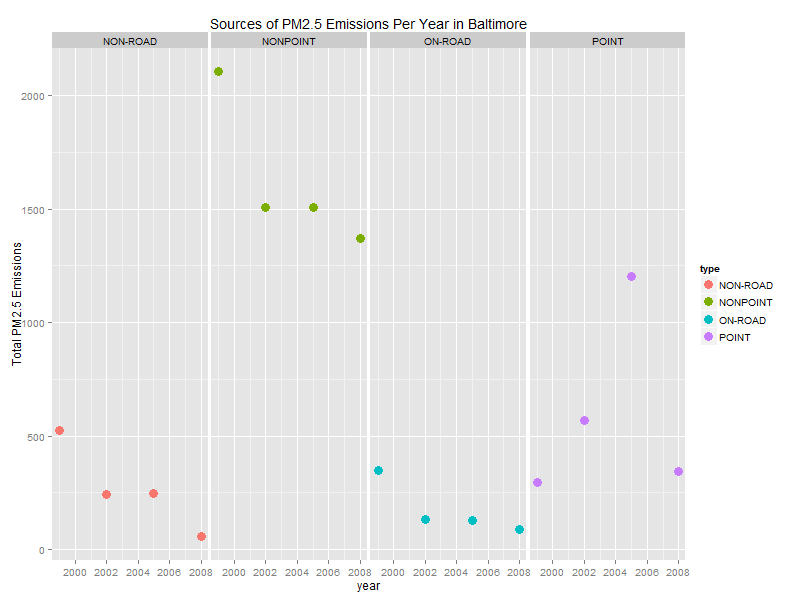 Sources of PM2.5 Emissions Per Year in Baltimore
NON-ROAD NONPOINT ON-ROAD POINT
Total PM2.5 Emissions
2000
1500
1000
500
0
2000 2002 2004 2006 2008 2000 2002 2004 2006 2008 2000 2002 2004 2006 2008 2000 2002 2004 2006 2008
year
type
NON-ROAD
NONPOINT
ON-ROAD
POINT